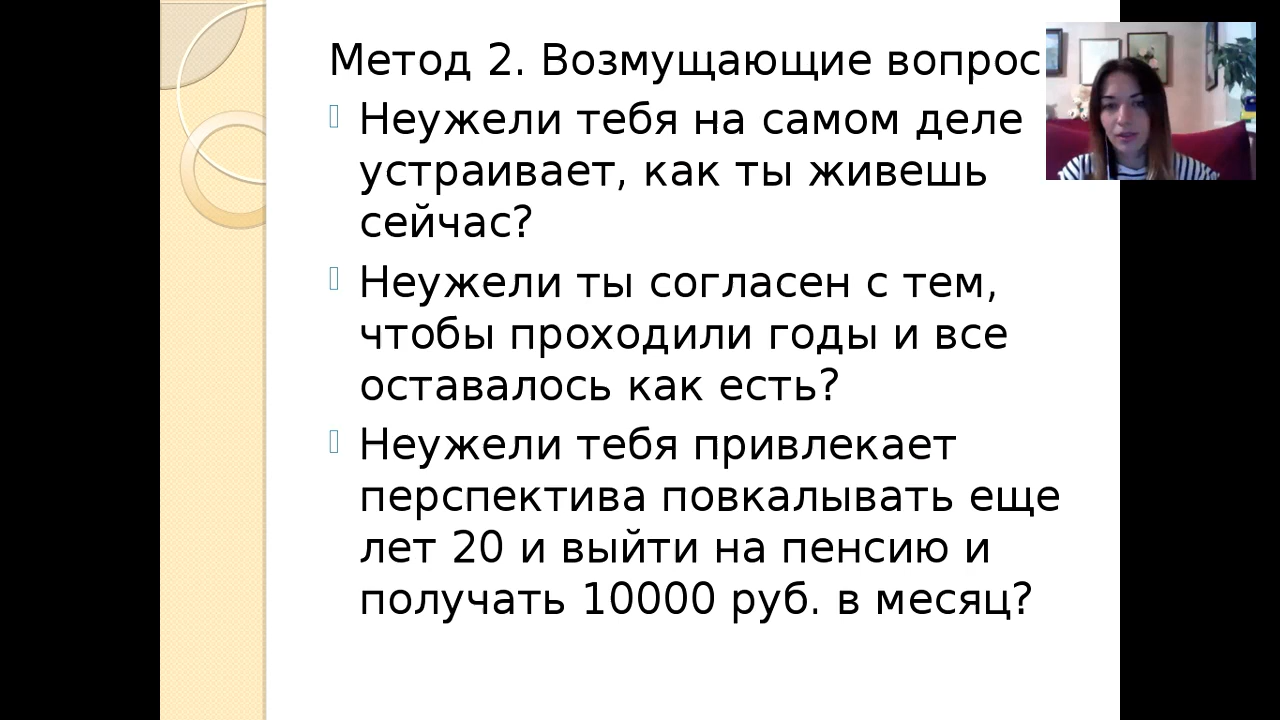 Метод 2. Возмущающие вопрос
Неужели тебя на самом деле
устраивает, как ты живешь
сейчас?
Неужели ты согласен с тем,
чтобы проходили годы и все
оставалось как есть?
Неужели тебя привлекает
перспектива повкалывать еще
лет 20 и выйти на пенсию и
получать 10000 руб. в месяц?